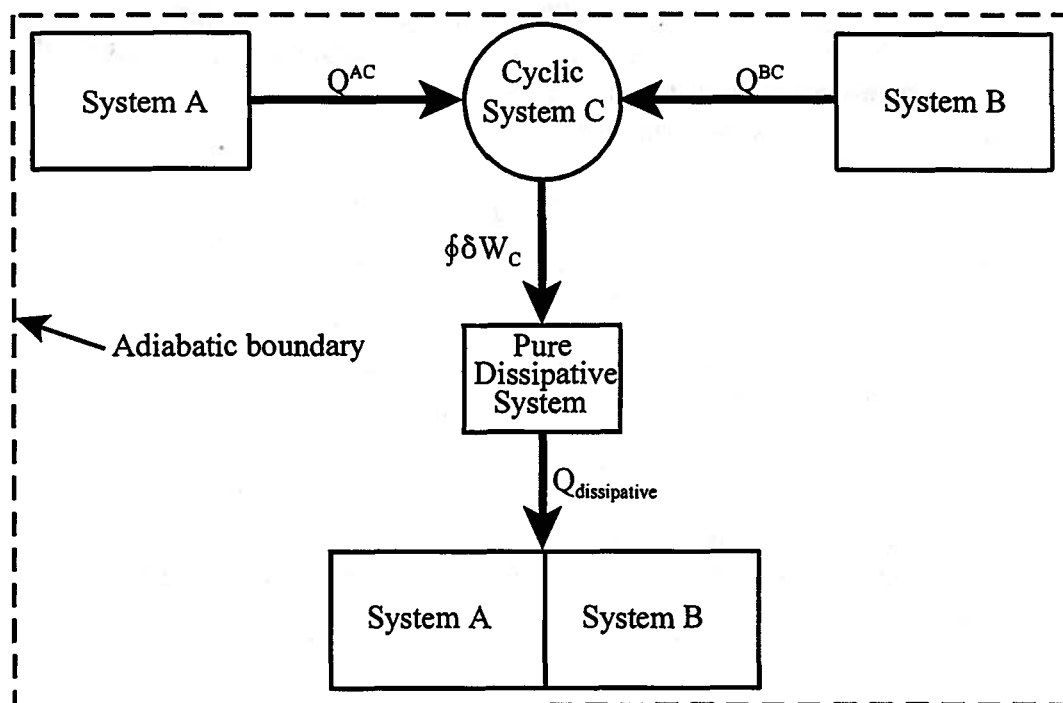 System A
Q^AC
Cyclic
System C
Q^BC
System B
∮δW_C
Adiabatic boundary
Pure
Dissipative
System
Q_dissipative
System A
System B